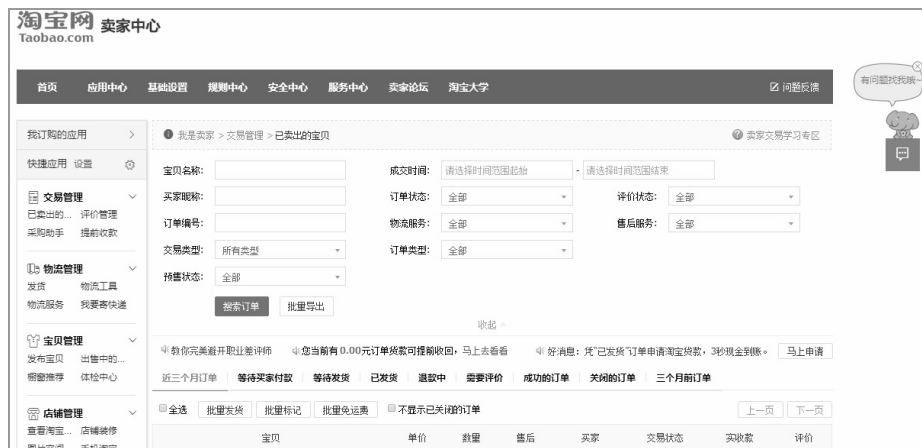 淘宝网 卖家中心
Taobao.com
首页 应用中心 基础设置 规则中心 安全中心 服务中心 卖家论坛 淘宝大学 问题反馈
有问题找我哦~
我订购的应用 >
快捷应用 设置
交易管理
已卖出的... 评价管理
采购助手 提前收款
物流管理
发货 物流工具
物流服务 我要寄快递
宝贝管理
发布宝贝 出售中的...
橱窗推荐 体检中心
店铺管理
查看淘宝... 店铺装修
图片空间 手机淘宝
我是卖家 > 交易管理 > 已卖出的宝贝 卖家交易学习专区
宝贝名称: 成交时间: 请选择时间范围起始 - 请选择时间范围结束
买家昵称: 订单状态: 全部 评价状态: 全部
订单编号: 物流服务: 全部 售后服务: 全部
交易类型: 所有类型 订单类型: 全部
预售状态: 全部
搜索订单 批量导出
收起
教你完美避开职业差评师 您当前有0.00元订单货款可提前收回，马上去看看 好消息：凭"已发货"订单申请淘宝贷款，3秒现金到账。 马上申请
近三个月订单 等待买家付款 等待发货 已发货 退款中 需要评价 成功的订单 关闭的订单 三个月前订单
全选 批量发货 批量标记 批量免运费 不显示已关闭的订单 上一页 下一页
宝贝 单价 数量 售后 买家 交易状态 实收款 评价